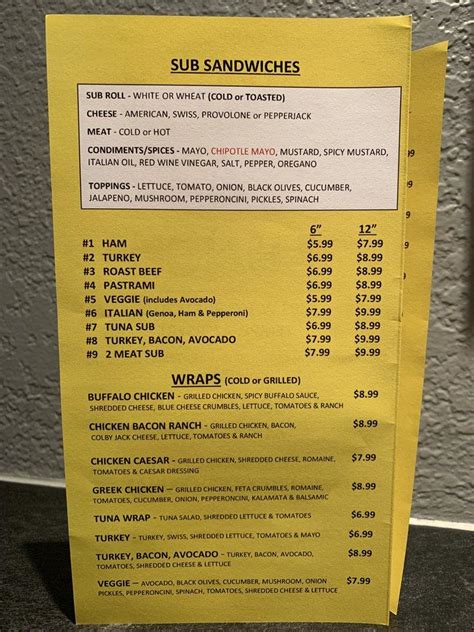 SUB SANDWICHES
SUB ROLL - WHITE OR WHEAT (COLD or TOASTED)
CHEESE - AMERICAN, SWISS, PROVOLONE or PEPPERJACK
MEAT - COLD or HOT
CONDIMENTS/SPICES - MAYO, CHIPOTLE MAYO, MUSTARD, SPICY MUSTARD,
ITALIAN OIL, RED WINE VINEGAR, SALT, PEPPER, OREGANO
TOPPINGS - LETTUCE, TOMATO, ONION, BLACK OLIVES, CUCUMBER,
JALAPENO, MUSHROOM, PEPPERONCINI, PICKLES, SPINACH
6" 12"
#1 HAM $5.99 $7.99
#2 TURKEY $6.99 $8.99
#3 ROAST BEEF $6.99 $8.99
#4 PASTRAMI $6.99 $8.99
#5 VEGGIE (includes Avocado) $5.99 $7.99
#6 ITALIAN (Genoa, Ham & Pepperoni) $7.99 $9.99
#7 TUNA SUB $6.99 $8.99
#8 TURKEY, BACON, AVOCADO $7.99 $9.99
#9 2 MEAT SUB $7.99 $9.99
WRAPS (COLD or GRILLED)
BUFFALO CHICKEN - GRILLED CHICKEN, SPICY BUFFALO SAUCE, $8.99
SHREDDED CHEESE, BLUE CHEESE CRUMBLES, LETTUCE, TOMATOES & RANCH
CHICKEN BACON RANCH - GRILLED CHICKEN, BACON, $8.99
COLBY JACK CHEESE, LETTUCE, TOMATOES & RANCH
CHICKEN CAESAR - GRILLED CHICKEN, SHREDDED CHEESE, ROMAINE, $7.99
TOMATOES & CAESAR DRESSING
GREEK CHICKEN — GRILLED CHICKEN, FETA CRUMBLES, ROMAINE, $8.99
TOMATOES, CUCUMBER, ONION, PEPPERONCINI, KALAMATA & BALSAMIC
TUNA WRAP - TUNA SALAD, SHREDDED LETTUCE & TOMATOES $6.99
TURKEY - TURKEY, SWISS, SHREDDED LETTUCE, TOMATOES & MAYO $6.99
TURKEY, BACON, AVOCADO - TURKEY, BACON, AVOCADO, $8.99
TOMATOES, SHREDDED CHEESE & LETTUCE
VEGGIE — AVOCADO, BLACK OLIVES, CUCUMBER, MUSHROOM, ONION $7.99
PICKLES, PEPPERONCINI, SPINACH, TOMATOES, SHREDDED CHEESE & LETTUCE